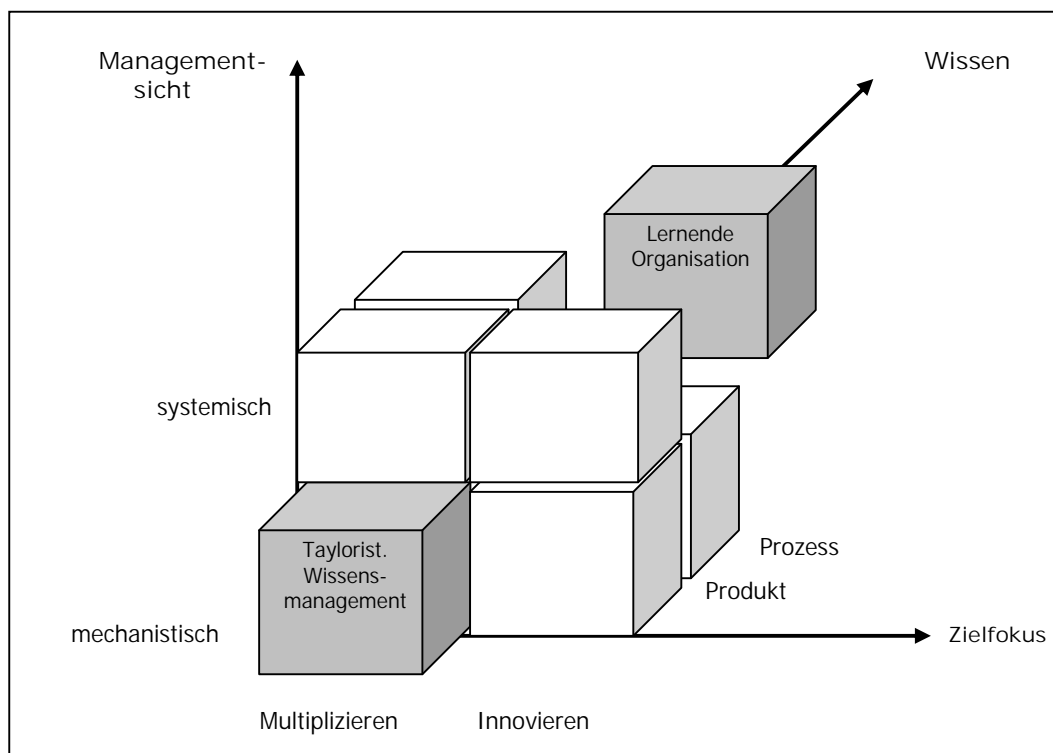 Management-
sicht
Wissen
Lernende
Organisation
systemisch
Taylorist.
Wissens-
management
Prozess
Produkt
mechanistisch
Zielfokus
Multiplizieren
Innovieren